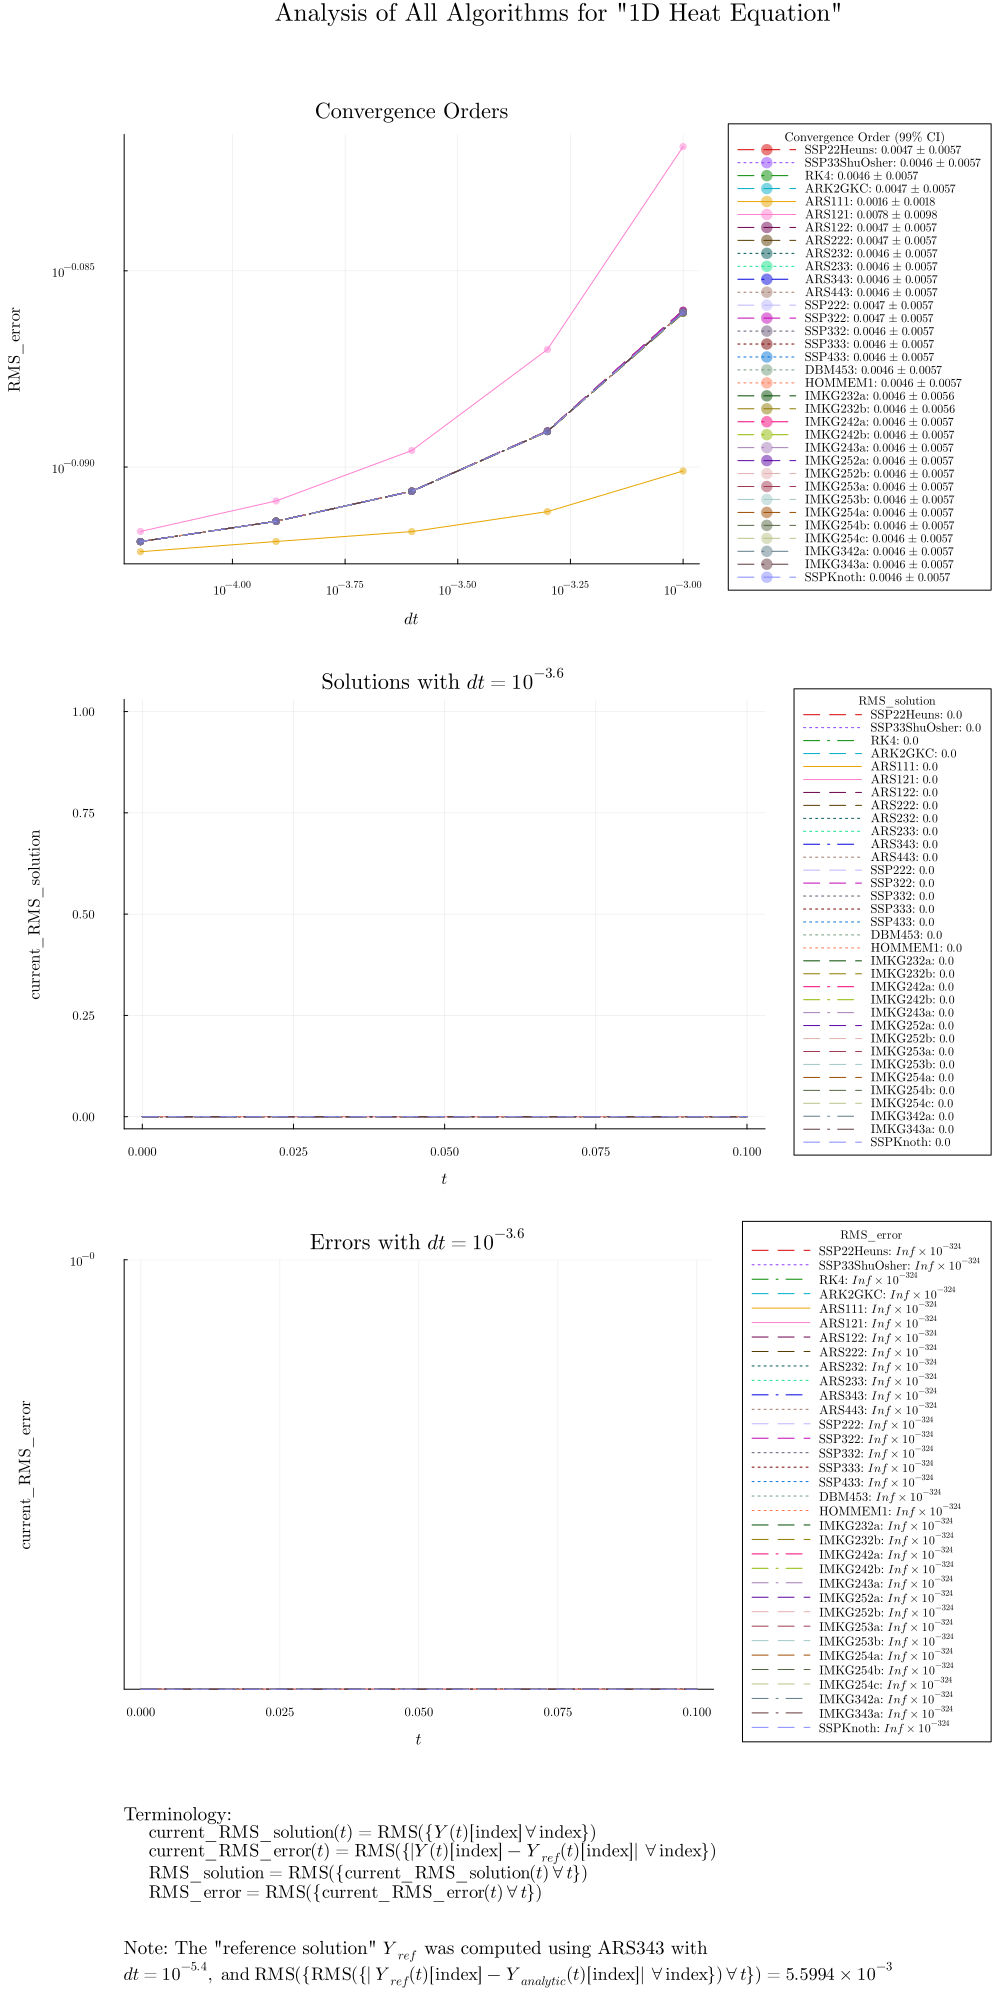 Analysis of All Algorithms for "1D Heat Equation"
Convergence Orders
RMS_error
10^−0.085
10^−0.090
10^−4.00
10^−3.75
10^−3.50
10^−3.25
10^−3.00
dt
Convergence Order (99% CI)
SSP22Heuns: 0.0047 ± 0.0057
SSP33ShuOsher: 0.0046 ± 0.0057
RK4: 0.0046 ± 0.0057
ARK2GKC: 0.0047 ± 0.0057
ARS111: 0.0016 ± 0.0018
ARS121: 0.0078 ± 0.0098
ARS122: 0.0047 ± 0.0057
ARS222: 0.0047 ± 0.0057
ARS232: 0.0046 ± 0.0057
ARS233: 0.0046 ± 0.0057
ARS343: 0.0046 ± 0.0057
ARS443: 0.0046 ± 0.0057
SSP222: 0.0047 ± 0.0057
SSP322: 0.0047 ± 0.0057
SSP332: 0.0046 ± 0.0057
SSP333: 0.0046 ± 0.0057
SSP433: 0.0046 ± 0.0057
DBM453: 0.0046 ± 0.0057
HOMMEM1: 0.0046 ± 0.0057
IMKG232a: 0.0046 ± 0.0056
IMKG232b: 0.0046 ± 0.0056
IMKG242a: 0.0046 ± 0.0057
IMKG242b: 0.0046 ± 0.0057
IMKG243a: 0.0046 ± 0.0057
IMKG252a: 0.0046 ± 0.0057
IMKG252b: 0.0046 ± 0.0057
IMKG253a: 0.0046 ± 0.0057
IMKG253b: 0.0046 ± 0.0057
IMKG254a: 0.0046 ± 0.0057
IMKG254b: 0.0046 ± 0.0057
IMKG254c: 0.0046 ± 0.0057
IMKG342a: 0.0046 ± 0.0057
IMKG343a: 0.0046 ± 0.0057
SSPKnoth: 0.0046 ± 0.0057
Solutions with dt = 10^−3.6
current_RMS_solution
1.00
0.75
0.50
0.25
0.00
0.000
0.025
0.050
0.075
0.100
t
RMS_solution
SSP22Heuns: 0.0
SSP33ShuOsher: 0.0
RK4: 0.0
ARK2GKC: 0.0
ARS111: 0.0
ARS121: 0.0
ARS122: 0.0
ARS222: 0.0
ARS232: 0.0
ARS233: 0.0
ARS343: 0.0
ARS443: 0.0
SSP222: 0.0
SSP322: 0.0
SSP332: 0.0
SSP333: 0.0
SSP433: 0.0
DBM453: 0.0
HOMMEM1: 0.0
IMKG232a: 0.0
IMKG232b: 0.0
IMKG242a: 0.0
IMKG242b: 0.0
IMKG243a: 0.0
IMKG252a: 0.0
IMKG252b: 0.0
IMKG253a: 0.0
IMKG253b: 0.0
IMKG254a: 0.0
IMKG254b: 0.0
IMKG254c: 0.0
IMKG342a: 0.0
IMKG343a: 0.0
SSPKnoth: 0.0
Errors with dt = 10^−3.6
current_RMS_error
10^−0
0.000
0.025
0.050
0.075
0.100
t
RMS_error
SSP22Heuns: Inf × 10^−324
SSP33ShuOsher: Inf × 10^−324
RK4: Inf × 10^−324
ARK2GKC: Inf × 10^−324
ARS111: Inf × 10^−324
ARS121: Inf × 10^−324
ARS122: Inf × 10^−324
ARS222: Inf × 10^−324
ARS232: Inf × 10^−324
ARS233: Inf × 10^−324
ARS343: Inf × 10^−324
ARS443: Inf × 10^−324
SSP222: Inf × 10^−324
SSP322: Inf × 10^−324
SSP332: Inf × 10^−324
SSP333: Inf × 10^−324
SSP433: Inf × 10^−324
DBM453: Inf × 10^−324
HOMMEM1: Inf × 10^−324
IMKG232a: Inf × 10^−324
IMKG232b: Inf × 10^−324
IMKG242a: Inf × 10^−324
IMKG242b: Inf × 10^−324
IMKG243a: Inf × 10^−324
IMKG252a: Inf × 10^−324
IMKG252b: Inf × 10^−324
IMKG253a: Inf × 10^−324
IMKG253b: Inf × 10^−324
IMKG254a: Inf × 10^−324
IMKG254b: Inf × 10^−324
IMKG254c: Inf × 10^−324
IMKG342a: Inf × 10^−324
IMKG343a: Inf × 10^−324
SSPKnoth: Inf × 10^−324
Terminology:
current_RMS_solution(t) = RMS({Y(t)[index] ∀ index})
current_RMS_error(t) = RMS({|Y(t)[index] − Y_ref(t)[index]| ∀ index})
RMS_solution = RMS({current_RMS_solution(t) ∀ t})
RMS_error = RMS({current_RMS_error(t) ∀ t})
Note: The "reference solution" Y_ref was computed using ARS343 with
dt = 10^−5.4, and RMS({RMS({|Y_ref(t)[index] − Y_analytic(t)[index]| ∀ index}) ∀ t}) = 5.5994 × 10^−3